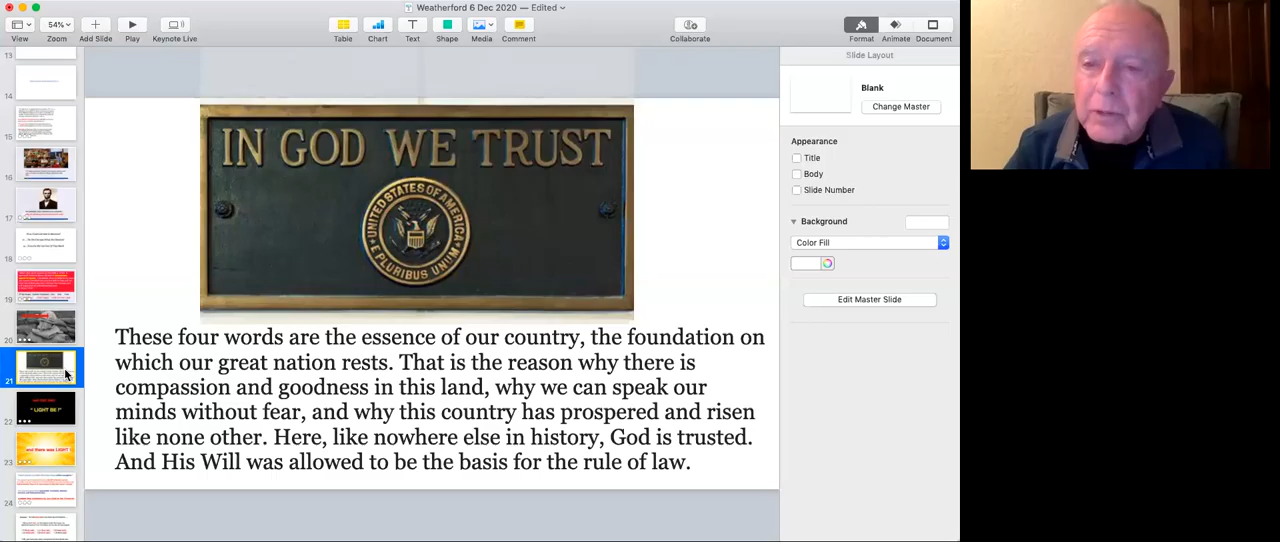 Weatherford 6 Dec 2020 — Edited
54%
View
Zoom
Add Slide
Play
Keynote Live
Table
Chart
Text
Shape
Media
Comment
Collaborate
Format
Animate
Document
13
14
15
16
17
18
19
20
21
22
"LIGHT BE!"
23
and there was LIGHT
24
IN GOD WE TRUST
UNITED STATES OF AMERICA
E PLURIBUS UNUM
These four words are the essence of our country, the foundation on
which our great nation rests. That is the reason why there is
compassion and goodness in this land, why we can speak our
minds without fear, and why this country has prospered and risen
like none other. Here, like nowhere else in history, God is trusted.
And His Will was allowed to be the basis for the rule of law.
Slide Layout
Blank
Change Master
Appearance
Title
Body
Slide Number
Background
Color Fill
Edit Master Slide